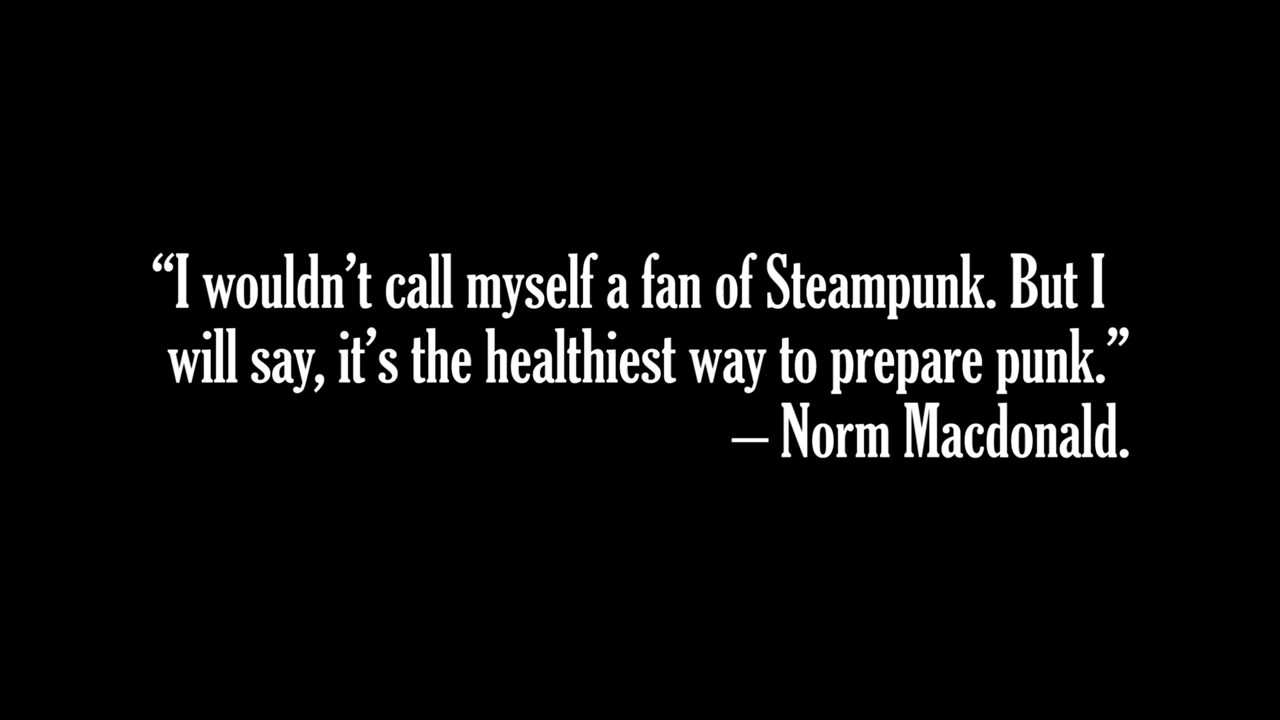 “I wouldn’t call myself a fan of Steampunk. But I
will say, it’s the healthiest way to prepare punk.”
– Norm Macdonald.